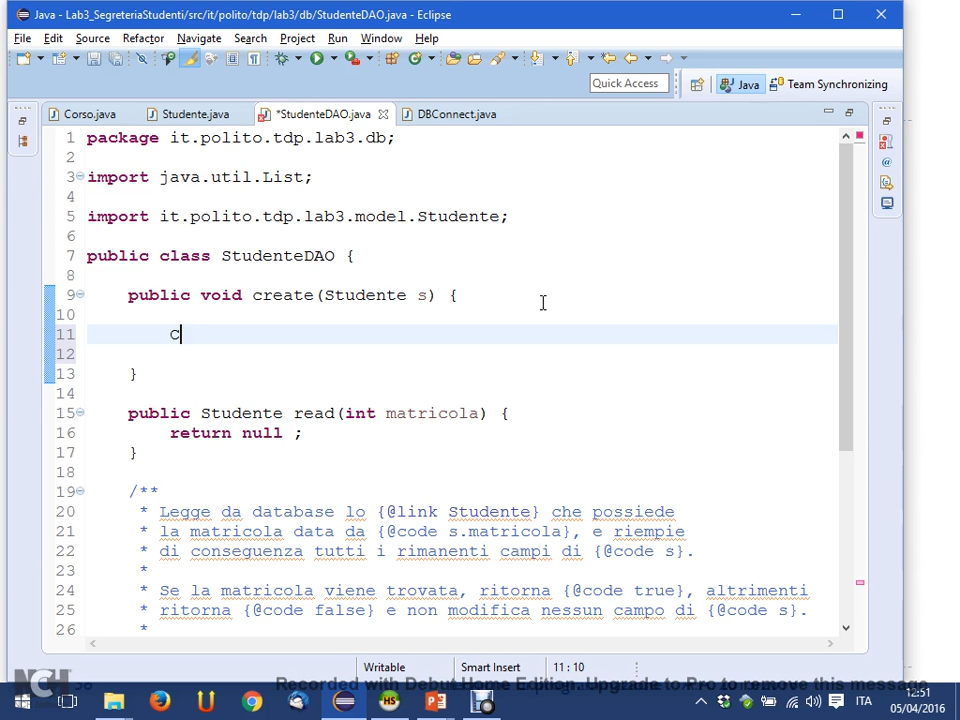 Java - Lab3_SegreteriaStudenti/src/it/polito/tdp/lab3/db/StudenteDAO.java - Eclipse
File Edit Source Refactor Navigate Search Project Run Window Help
Quick Access Java Team Synchronizing
Corso.java Studente.java *StudenteDAO.java DBConnect.java
1 package it.polito.tdp.lab3.db;
2
3 import java.util.List;
4
5 import it.polito.tdp.lab3.model.Studente;
6
7 public class StudenteDAO {
8
9 public void create(Studente s) {
10
11 C
12
13 }
14
15 public Studente read(int matricola) {
16 return null ;
17 }
18
19 /**
20 * Legge da database lo {@link Studente} che possiede
21 * la matricola data da {@code s.matricola}, e riempie
22 * di conseguenza tutti i rimanenti campi di {@code s}.
23 *
24 * Se la matricola viene trovata, ritorna {@code true}, altrimenti
25 * ritorna {@code false} e non modifica nessun campo di {@code s}.
26 *
Writable Smart Insert 11 : 10
NCH Recorded with Debut Home Edition. Upgrade to Pro to remove this message
ITA 12:51
05/04/2016